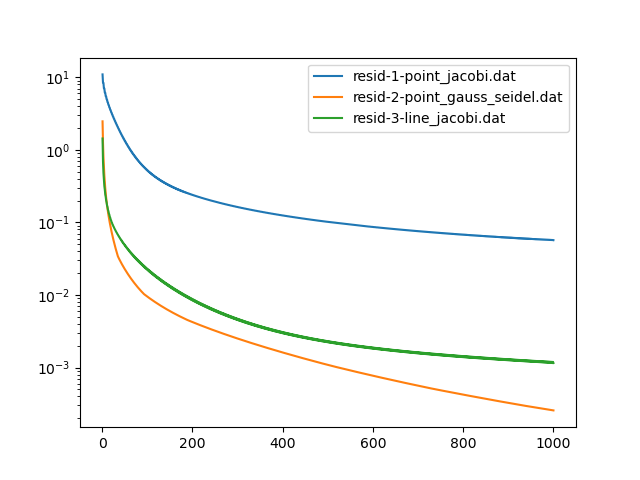 resid-1-point_jacobi.dat
resid-2-point_gauss_seidel.dat
resid-3-line_jacobi.dat
10¹
10⁰
10⁻¹
10⁻²
10⁻³
0 200 400 600 800 1000